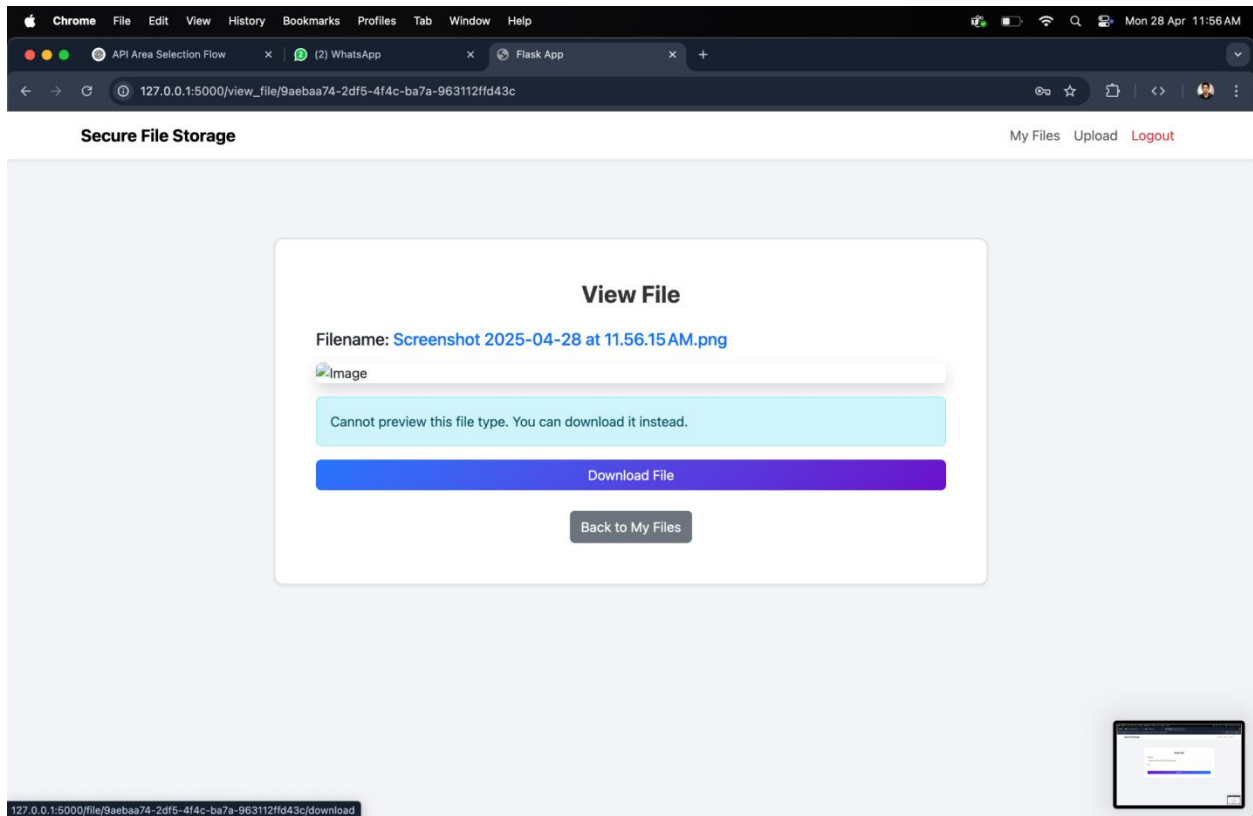 Chrome File Edit View History Bookmarks Profiles Tab Window Help Mon 28 Apr 11:56 AM
API Area Selection Flow (2) WhatsApp Flask App
127.0.0.1:5000/view_file/9aebaa74-2df5-4f4c-ba7a-963112ffd43c
Secure File Storage My Files Upload Logout
View File
Filename: Screenshot 2025-04-28 at 11.56.15 AM.png
Image
Cannot preview this file type. You can download it instead.
Download File
Back to My Files
127.0.0.1:5000/file/9aebaa74-2df5-4f4c-ba7a-963112ffd43c/download